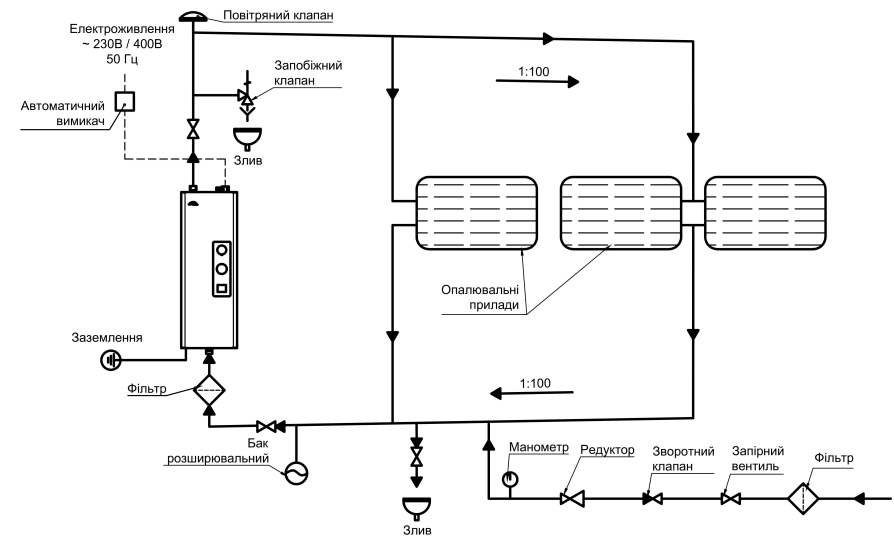 Повітряний клапан
Електроживлення
~ 230В / 400В
50 Гц
Запобіжний
клапан
1:100
Автоматичний
вимикач
Злив
Опалювальні
прилади
Заземлення
1:100
Фільтр
Бак
розширювальний
Манометр
Редуктор
Зворотний
клапан
Запірний
вентиль
Фільтр
Злив